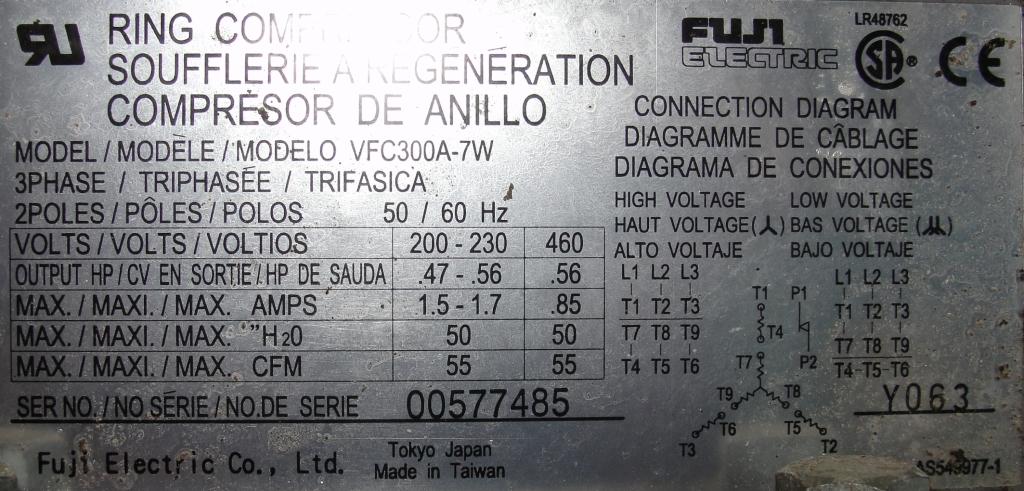 RING
SOUFFLERIE A REGÉNÉRATION
COMPRESOR DE ANILLO
MODEL / MODÈLE / MODELO VFC300A-7W
3PHASE / TRIPHASÉE / TRIFASICA
2POLES / PÔLES / POLOS 50 / 60 Hz
VOLTS / VOLTS / VOLTIOS 200 - 230 460
OUTPUT HP / CV EN SORTIE / HP DE SAUDA .47 - .56 .56
MAX. / MAXI. / MAX. AMPS 1.5 - 1.7 .85
MAX. / MAXI. / MAX. "H2O 50 50
MAX. / MAXI. / MAX. CFM 55 55
SER NO. / NO SÉRIE / NO.DE SERIE 00577485
Fuji Electric Co., Ltd.
Tokyo Japan
Made in Taiwan
FUJI
ELECTRIC
LR48762
SA
CE
CONNECTION DIAGRAM
DIAGRAMME DE CÂBLAGE
DIAGRAMA DE CONEXIONES
HIGH VOLTAGE LOW VOLTAGE
HAUT VOLTAGE ( ) BAS VOLTAGE ( )
ALTO VOLTAJE BAJO VOLTAJE
L1 L2 L3
T1 T2 T3
T7 T8 T9
T4 T5 T6
T1 P1
T4
T7 P2
T9 T8
T6 T5
T3 T2
L1 L2 L3
T1 T2 T3
T7 T8 T9
T4-T5-T6
Y063